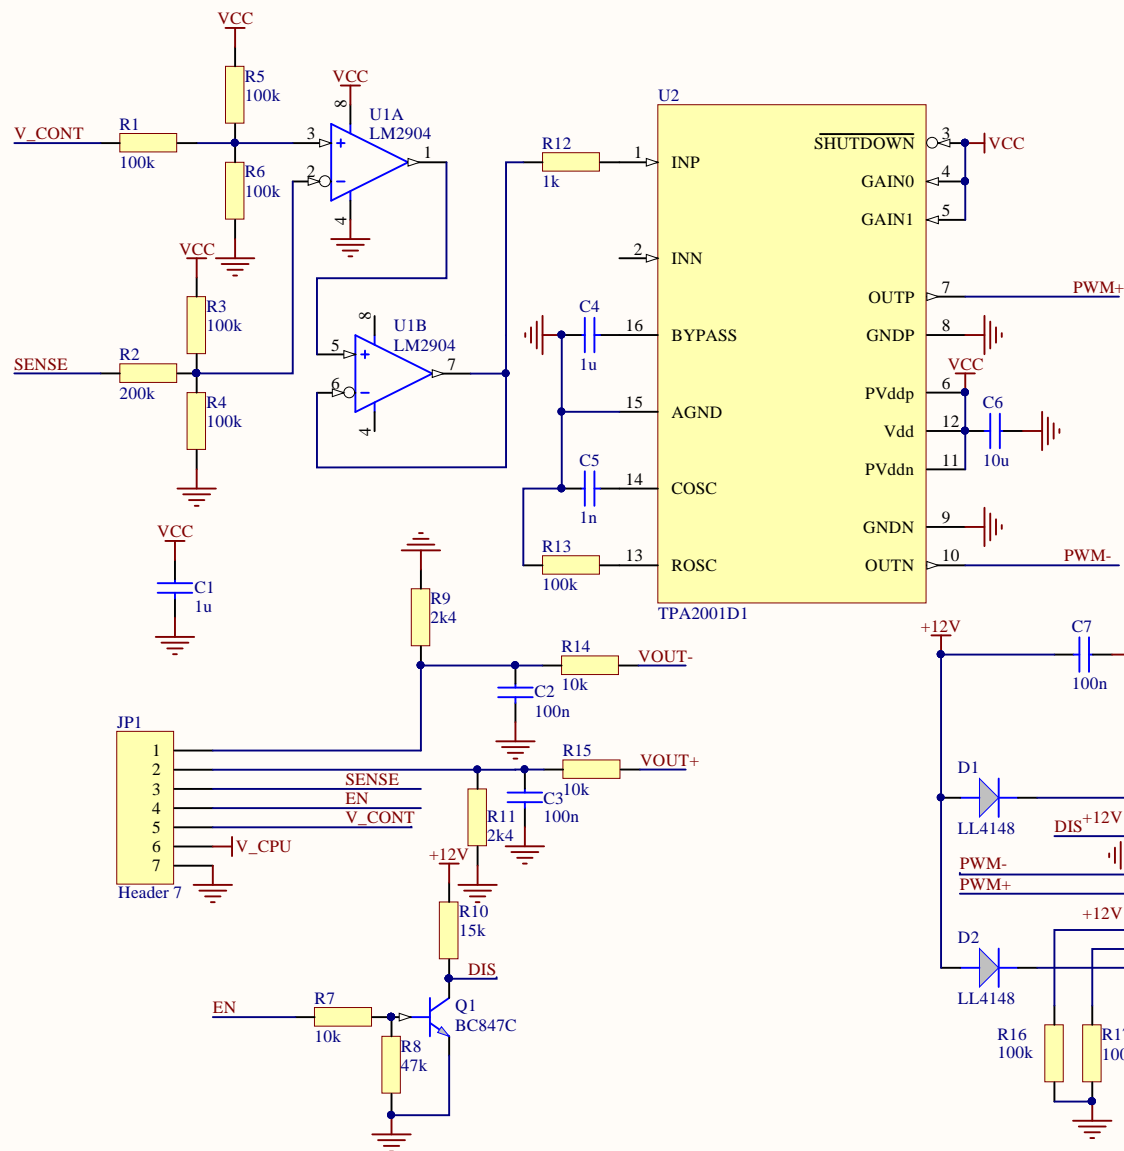 VCC
R5
100k
V_CONT
R1
100k
R6
100k
VCC
8
U1A
LM2904
3
2
1
4
VCC
R3
100k
SENSE
R2
200k
R4
100k
8
U1B
LM2904
5
6
7
4
R12
1k
U2
1
INP
2
INN
C4
1u
16
BYPASS
15
AGND
C5
1n
14
COSC
R13
100k
13
ROSC
TPA2001D1
SHUTDOWN
3
VCC
GAIN0
4
GAIN1
5
OUTP
7
PWM+
GNDP
8
VCC
PVddp
6
Vdd
12
C6
10u
PVddn
11
GNDN
9
OUTN
10
PWM-
VCC
C1
1u
R9
2k4
R14
10k
VOUT-
C2
100n
JP1
1
2
3
4
5
6
7
Header 7
SENSE
EN
V_CONT
V_CPU
R15
10k
VOUT+
R11
2k4
C3
100n
+12V
R10
15k
DIS
EN
R7
10k
R8
47k
Q1
BC847C
+12V
C7
100n
D1
LL4148
DIS
+12V
PWM-
PWM+
+12V
D2
LL4148
R16
100k